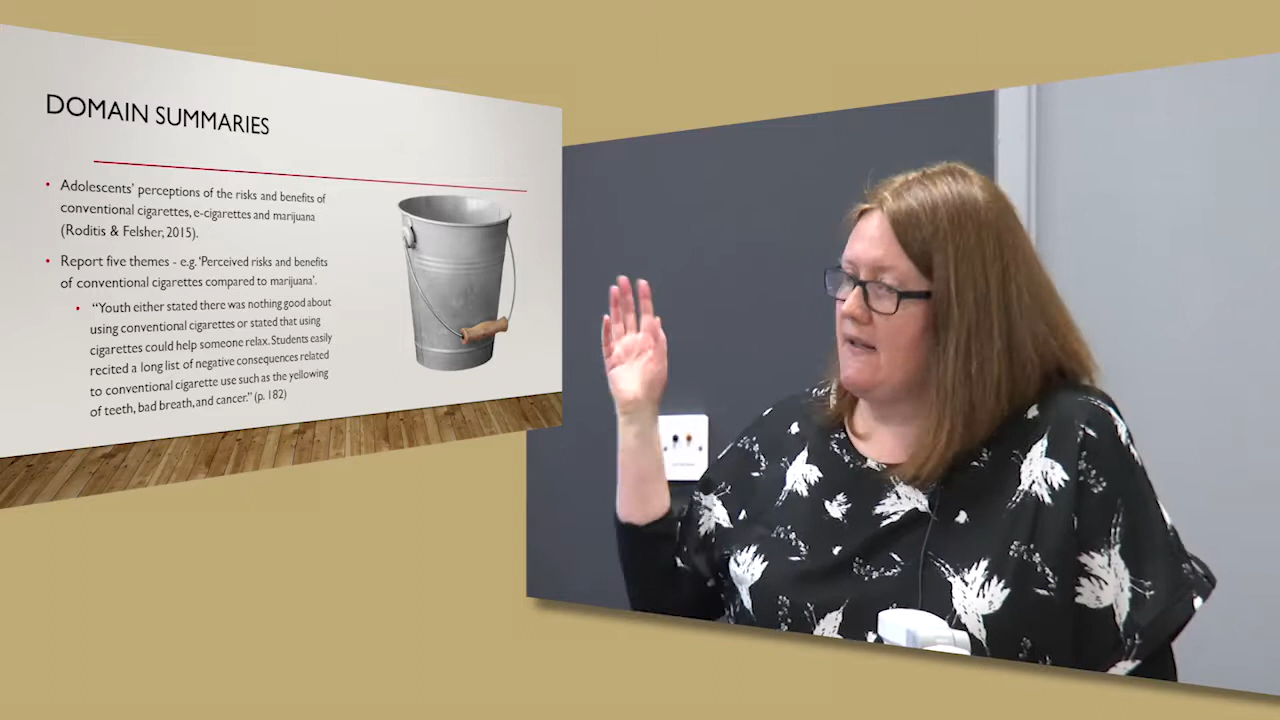 DOMAIN SUMMARIES
• Adolescents' perceptions of the risks and benefits of
conventional cigarettes, e-cigarettes and marijuana
(Roditis & Felsher, 2015).
• Report five themes - e.g. 'Perceived risks and benefits
of conventional cigarettes compared to marijuana'.
• "Youth either stated there was nothing good about
using conventional cigarettes or stated that using
cigarettes could help someone relax. Students easily
recited a long list of negative consequences related
to conventional cigarette use such as the yellowing
of teeth, bad breath, and cancer." (p. 182)